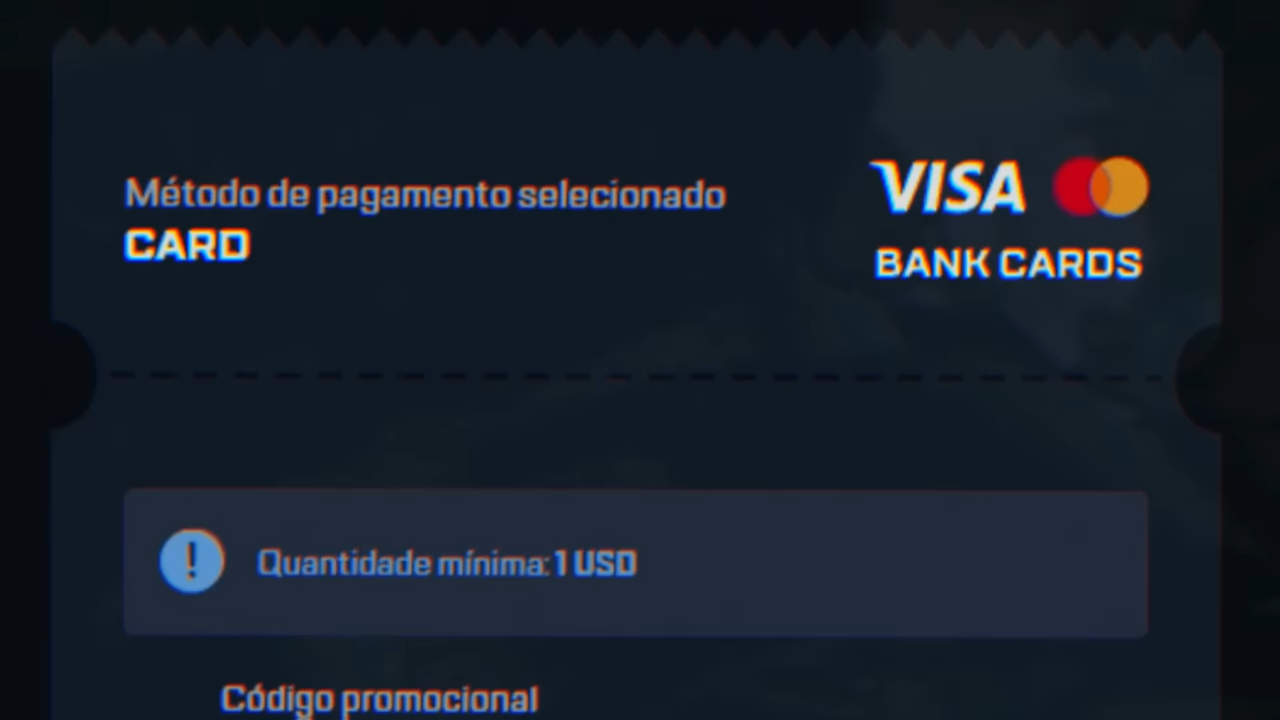 Método de pagamento selecionado
CARD
VISA
BANK CARDS
Quantidade mínima: 1 USD
Código promocional